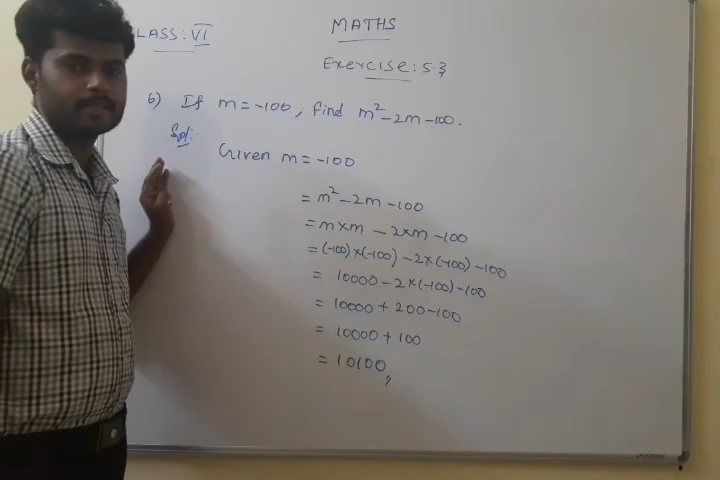 MATHS
LASS: VI
Exercise: 5.3
6) If m = -100, find m² - 2m - 100.
Sol:
Given m = -100
= m² - 2m - 100
= m×m - 2×m - 100
= (-100)×(-100) - 2×(-100) - 100
= 10000 - 2×(-100) - 100
= 10000 + 200 - 100
= 10000 + 100
= 10100,,